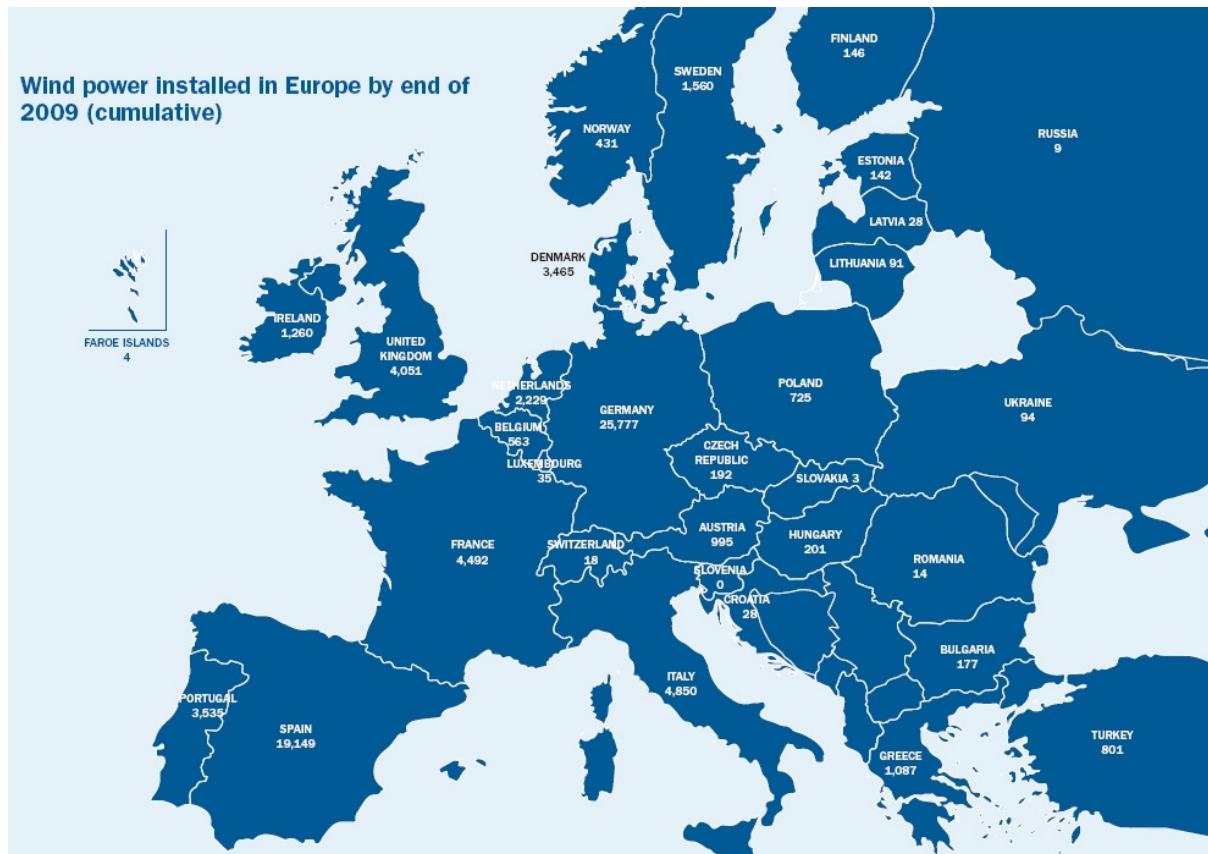 Wind power installed in Europe by end of
2009 (cumulative)
FINLAND
146
SWEDEN
1,560
NORWAY
431
RUSSIA
9
ESTONIA
142
LATVIA 28
LITHUANIA 91
DENMARK
3,465
FAROE ISLANDS
4
IRELAND
1,260
UNITED
KINGDOM
4,051
NETHERLANDS
2,229
BELGIUM
563
LUXEMBOURG
35
GERMANY
25,777
POLAND
725
UKRAINE
94
CZECH
REPUBLIC
192
SLOVAKIA 3
AUSTRIA
995
HUNGARY
201
ROMANIA
14
FRANCE
4,492
SWITZERLAND
18
SLOVENIA
0
CROATIA
28
BULGARIA
177
ITALY
4,850
PORTUGAL
3,535
SPAIN
19,149
GREECE
1,087
TURKEY
801